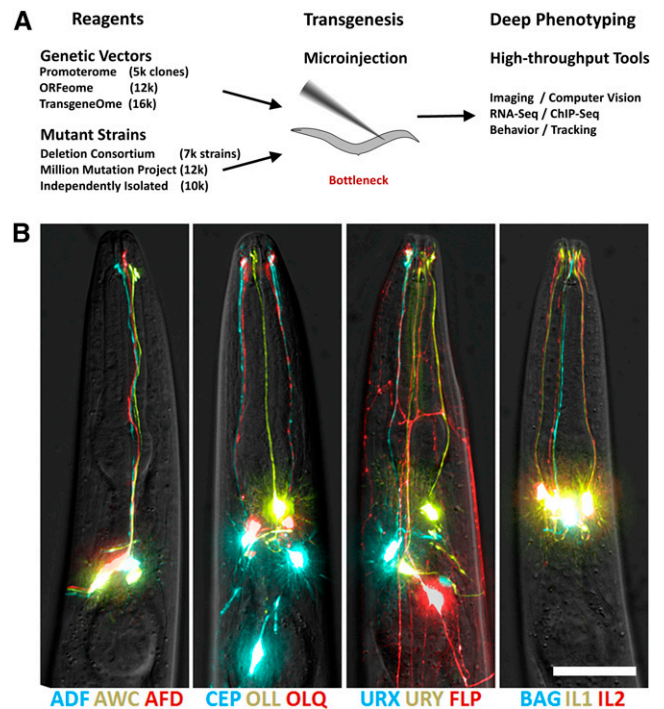 A
Reagents
Transgenesis
Deep Phenotyping
Genetic Vectors
Promoterome (5k clones)
ORFeome (12k)
TransgeneOme (16k)
Mutant Strains
Deletion Consortium (7k strains)
Million Mutation Project (12k)
Independently Isolated (10k)
Microinjection
Bottleneck
High-throughput Tools
Imaging / Computer Vision
RNA-Seq / ChIP-Seq
Behavior / Tracking
B
ADF AWC AFD
CEP OLL OLQ
URX URY FLP
BAG IL1 IL2